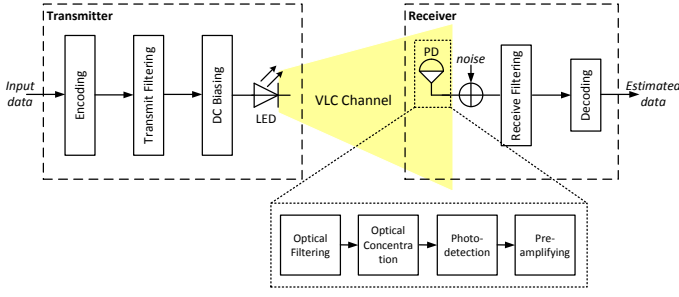 Transmitter
Receiver
Input
data
Encoding
Transmit Filtering
DC Biasing
LED
VLC Channel
PD
noise
Receive Filtering
Decoding
Estimated
data
Optical
Filtering
Optical
Concentra
tion
Photo-
detection
Pre-
amplifying